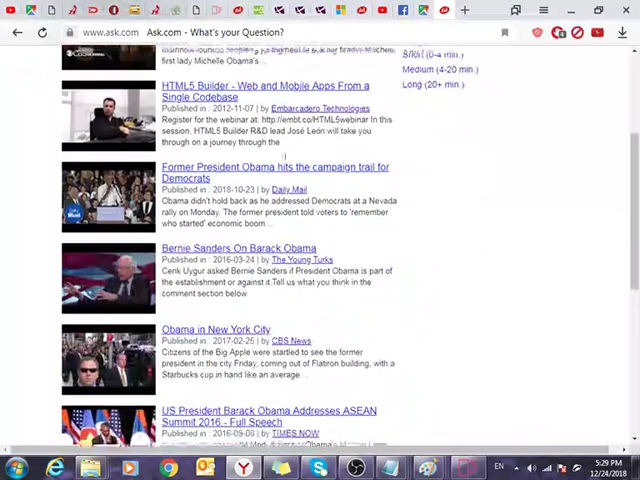 www.ask.com Ask.com - What's your Question?
first lady Michelle Obama's ...
Short (0-4 min.)
Medium (4-20 min.)
Long (20+ min.)
HTML5 Builder - Web and Mobile Apps From a
Single Codebase
Published in : 2012-11-07 | by Embarcadero Technologies
Register for the webinar at: http://embt.co/HTML5webinar In this
session, HTML5 Builder R&D lead José León will take you
through on a journey through the
Former President Obama hits the campaign trail for
Democrats
Published in : 2018-10-23 | by Daily Mail
Obama didn't hold back as he addressed Democrats at a Nevada
rally on Monday. The former president told voters to 'remember
who started' economic boom ...
Bernie Sanders On Barack Obama
Published in : 2016-03-24 | by The Young Turks
Cenk Uygur asked Bernie Sanders if President Obama is part of
the establishment or against it.Tell us what you think in the
comment section below.
Obama in New York City
Published in : 2017-02-25 | by CBS News
Citizens of the Big Apple were startled to see the former
president in the city Friday, coming out of Flatiron building, with a
Starbucks cup in hand like an average ...
US President Barack Obama Addresses ASEAN
Summit 2016 - Full Speech
Published in : 2016-09-08 | by TIMES NOW
EN
5:29 PM
12/24/2018